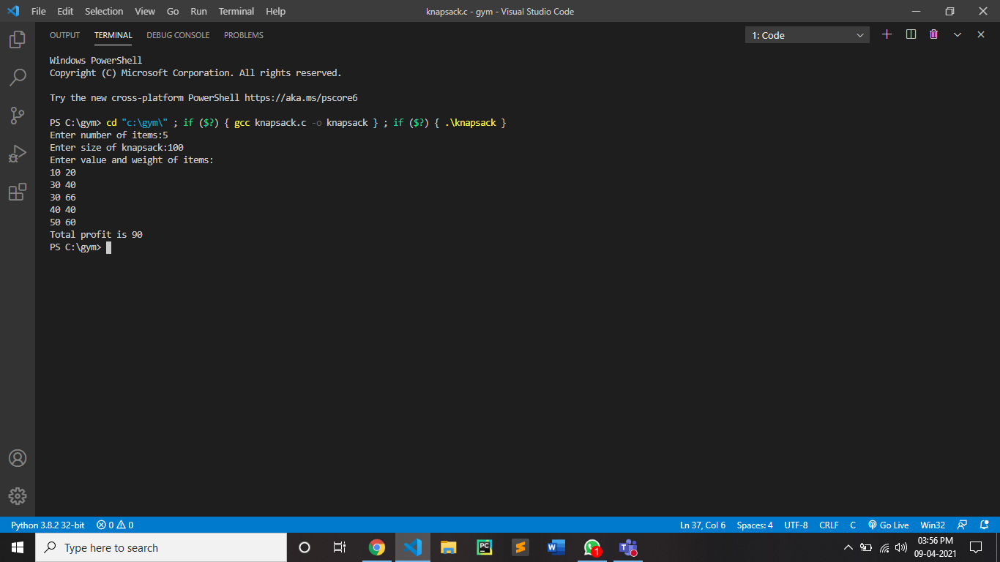 File Edit Selection View Go Run Terminal Help knapsack.c - gym - Visual Studio Code
OUTPUT TERMINAL DEBUG CONSOLE PROBLEMS 1: Code
Windows PowerShell
Copyright (C) Microsoft Corporation. All rights reserved.
Try the new cross-platform PowerShell https://aka.ms/pscore6
PS C:\gym> cd "c:\gym\" ; if ($?) { gcc knapsack.c -o knapsack } ; if ($?) { .\knapsack }
Enter number of items:5
Enter size of knapsack:100
Enter value and weight of items:
10 20
30 40
30 66
40 40
50 60
Total profit is 90
PS C:\gym>
Python 3.8.2 32-bit 0 0 Ln 37, Col 6 Spaces: 4 UTF-8 CRLF C Go Live Win32
Type here to search PC S W 1 T 03:56 PM
09-04-2021